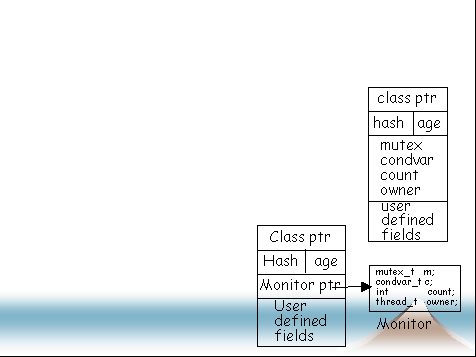 class ptr
hash age
mutex
condvar
count
owner
user
defined
fields
Class ptr
Hash age
Monitor ptr
User
defined
fields
mutex_t m;
condvar_t c;
int count;
thread_t owner;
Monitor